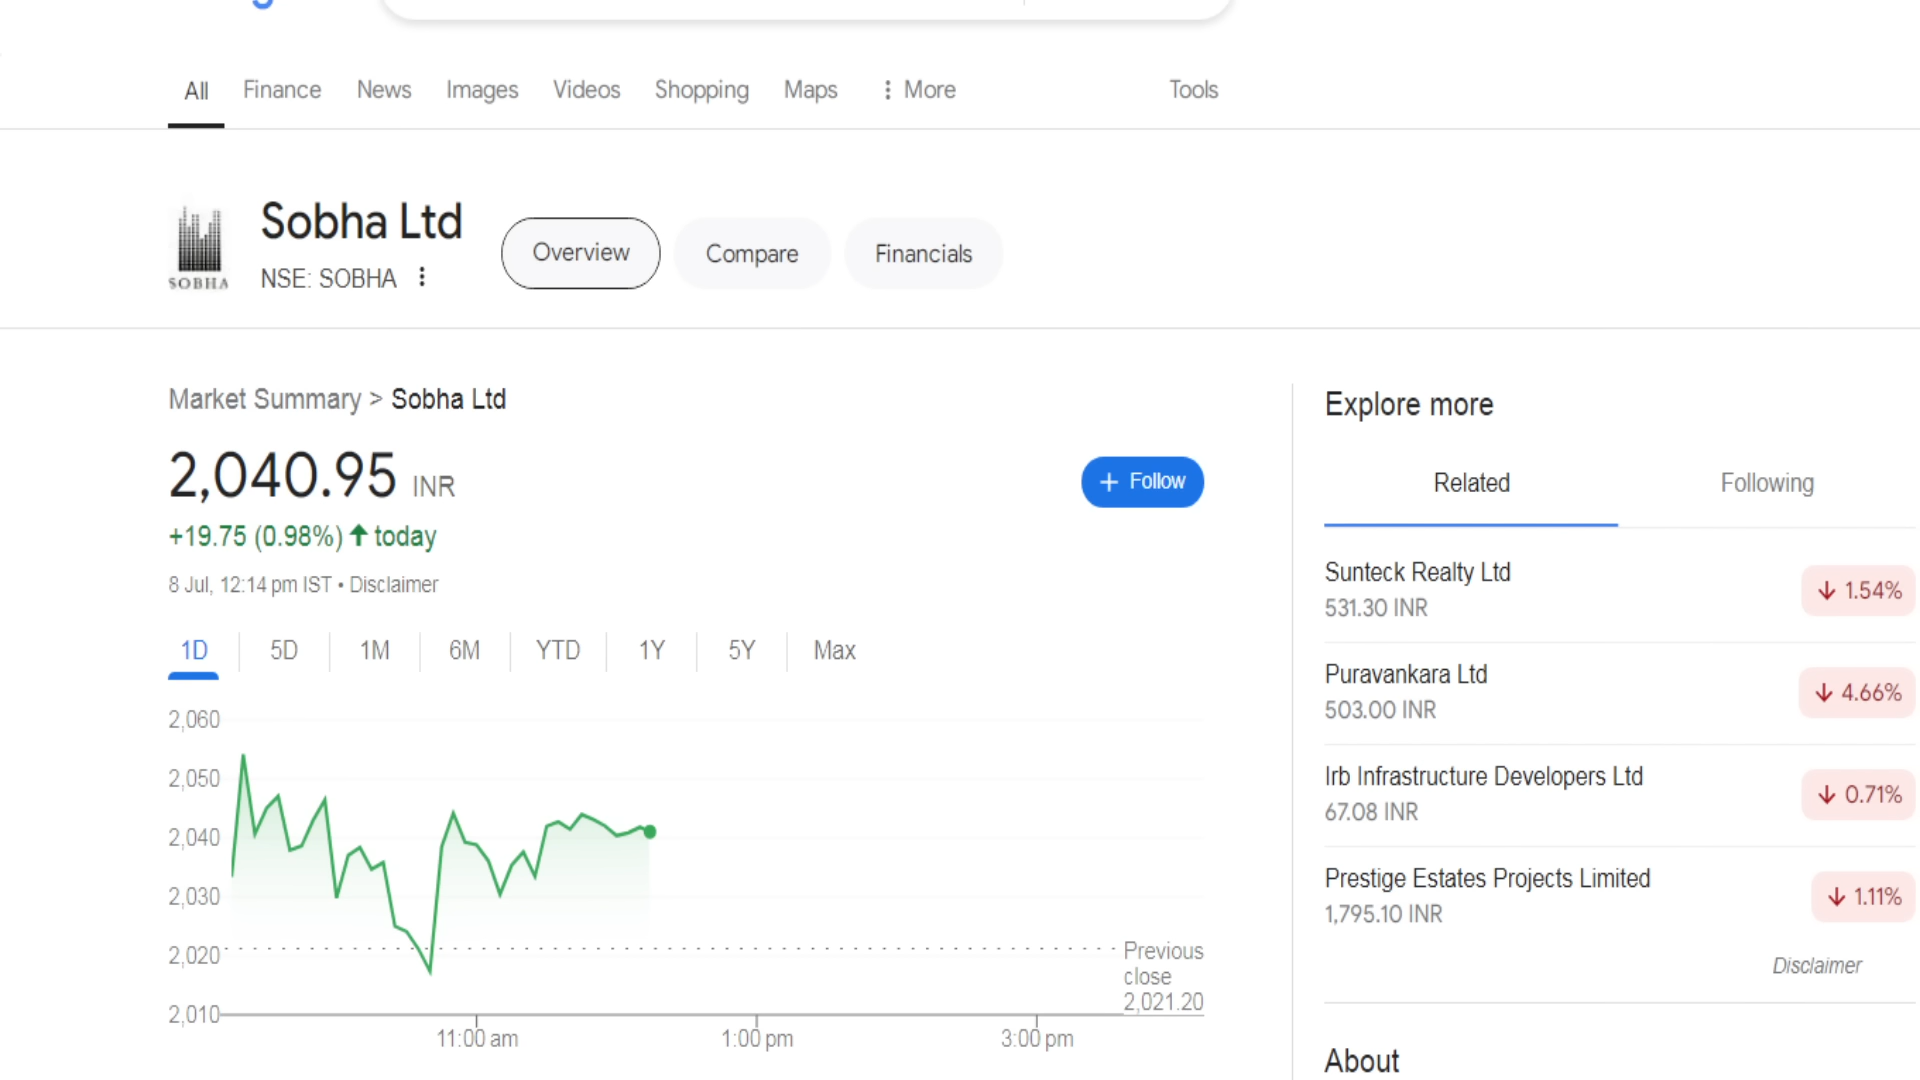 All
Finance
News
Images
Videos
Shopping
Maps
More
Tools
SOBHA
Sobha Ltd
NSE: SOBHA
Overview
Compare
Financials
Market Summary > Sobha Ltd
2,040.95 INR
+19.75 (0.98%) today
8 Jul, 12:14 pm IST • Disclaimer
Follow
1D
5D
1M
6M
YTD
1Y
5Y
Max
2,060
2,050
2,040
2,030
2,020
2,010
Previous
close
2,021.20
11:00 am
1:00 pm
3:00 pm
Explore more
Related
Following
Sunteck Realty Ltd
531.30 INR
1.54%
Puravankara Ltd
503.00 INR
4.66%
Irb Infrastructure Developers Ltd
67.08 INR
0.71%
Prestige Estates Projects Limited
1,795.10 INR
1.11%
Disclaimer
About